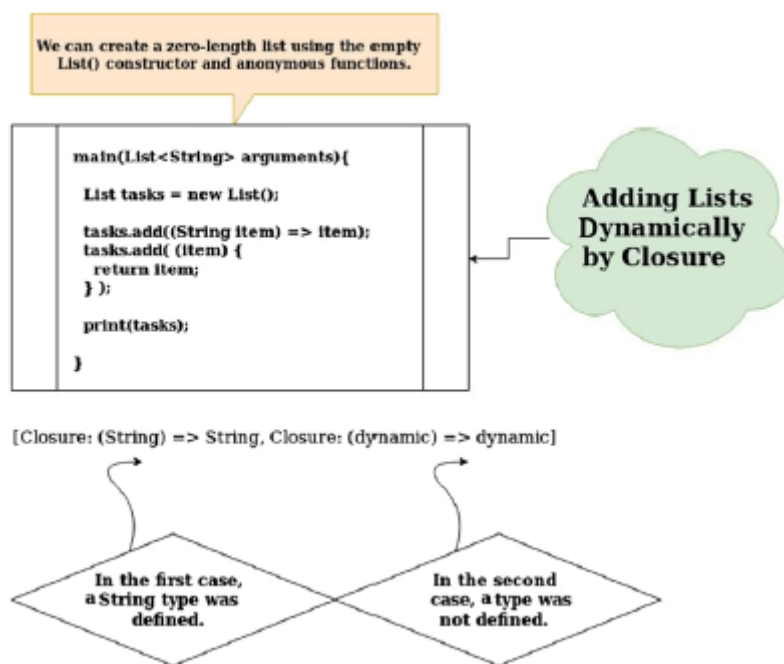 We can create a zero-length list using the empty
List() constructor and anonymous functions.
main(List<String> arguments){
List tasks = new List();
tasks.add((String item) => item);
tasks.add( (item) {
return item;
} );
print(tasks);
}
Adding Lists
Dynamically
by Closure
[Closure: (String) => String, Closure: (dynamic) => dynamic]
In the first case,
a String type was
defined.
In the second
case, a type was
not defined.